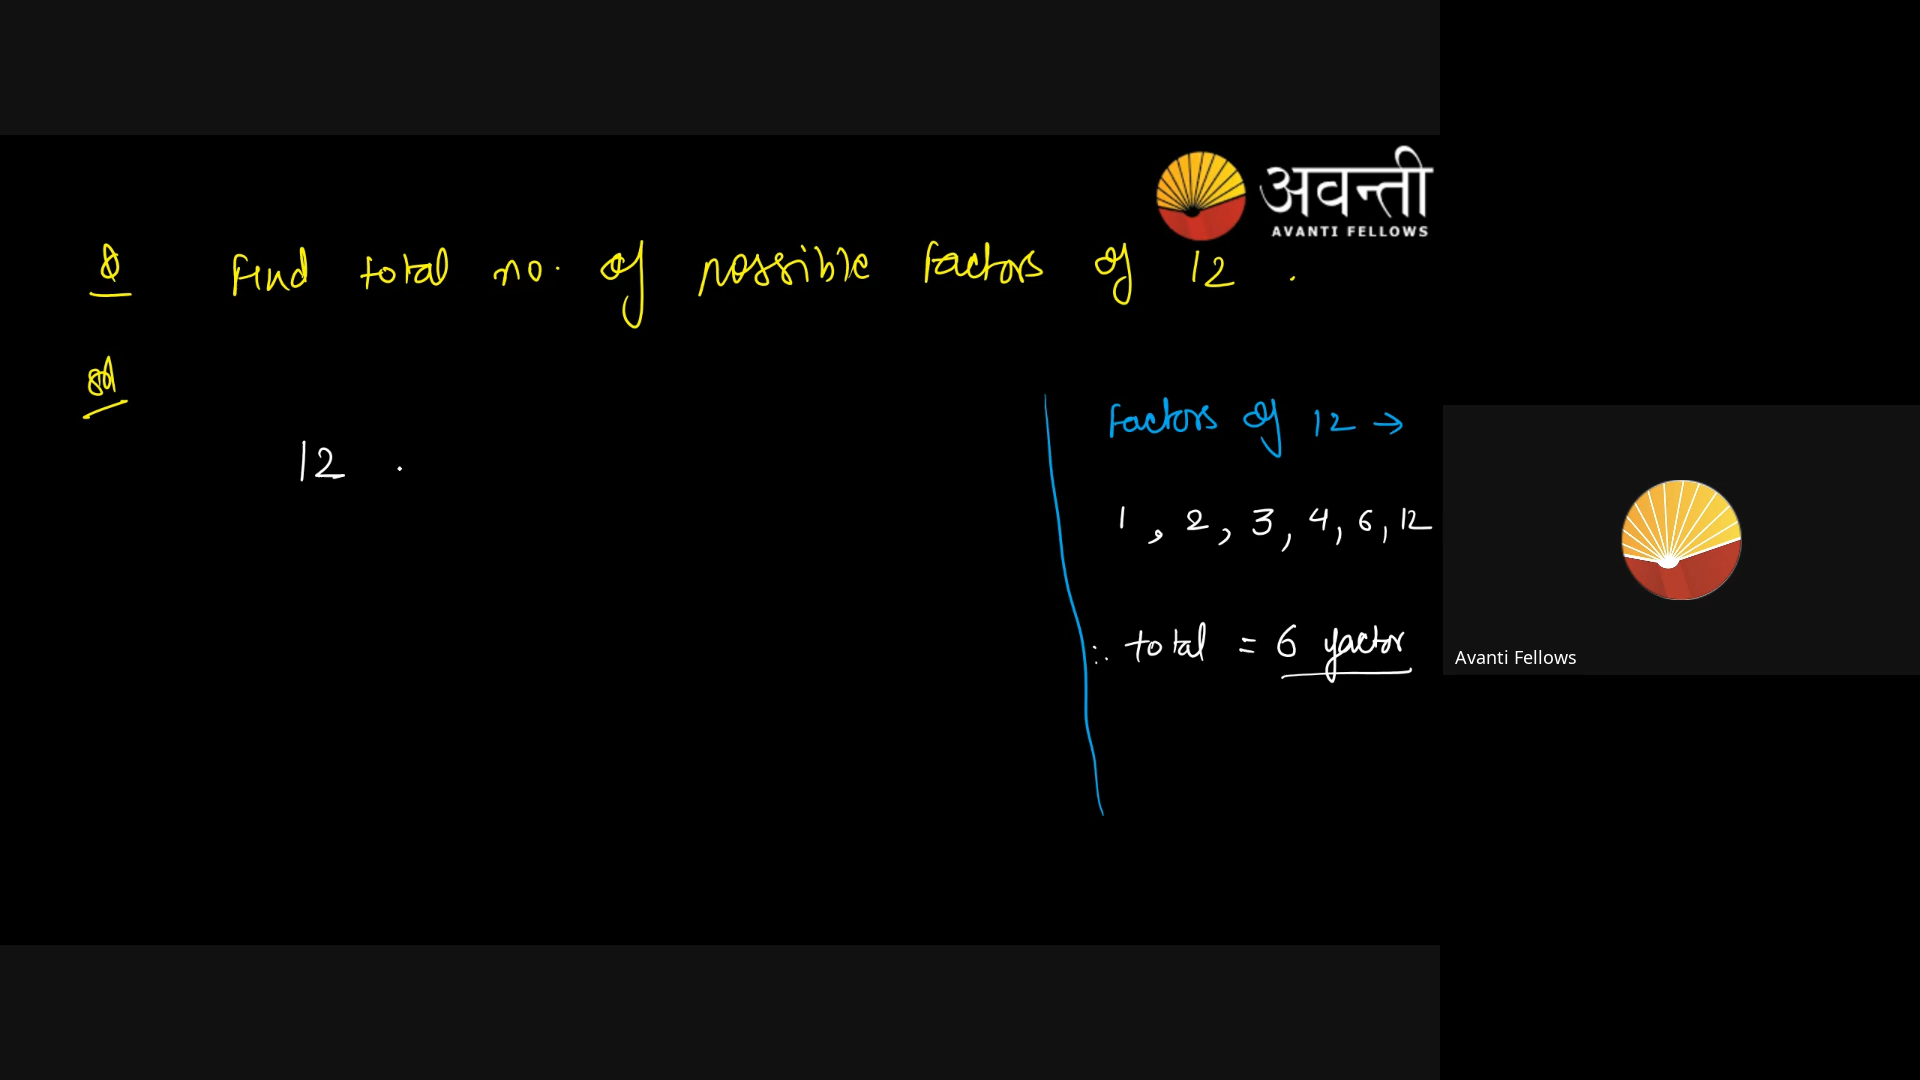 अवन्ती
AVANTI FELLOWS
Q Find total no. of possible factors of 12 .
Sol
12 .
Factors of 12 →
1 , 2 , 3 , 4 , 6 , 12
∴ total = 6 factor
Avanti Fellows